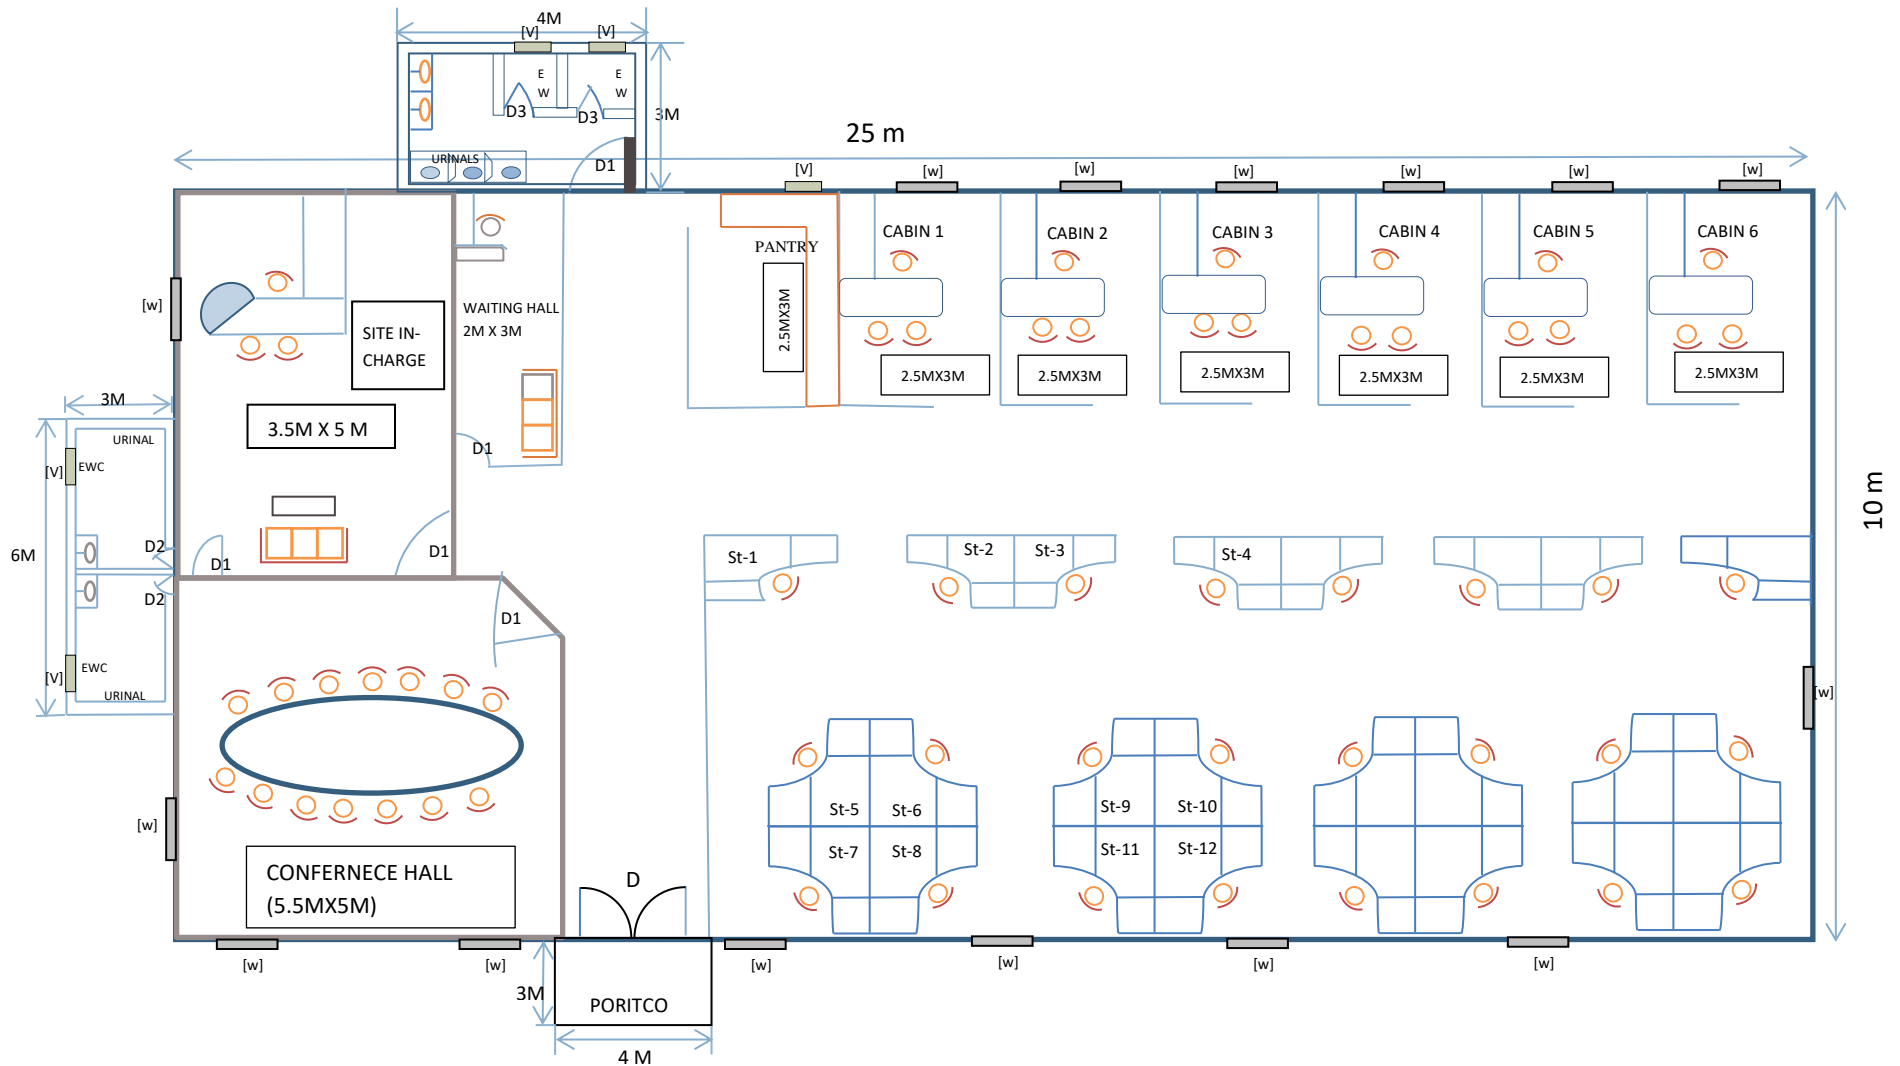 4M
[V]
[V]
E
W
E
W
D3
D3
3M
URINALS
D1
25 m
[V]
[w]
[w]
[w]
[w]
[w]
[w]
CABIN 1
CABIN 2
CABIN 3
CABIN 4
CABIN 5
CABIN 6
PANTRY
2.5MX3M
2.5MX3M
2.5MX3M
2.5MX3M
2.5MX3M
2.5MX3M
2.5MX3M
[w]
SITE IN-
CHARGE
WAITING HALL
2M X 3M
3.5M X 5 M
D1
3M
URINAL
[V]
EWC
D2
D1
D1
6M
D2
EWC
[V]
URINAL
10 m
St-1
St-2
St-3
St-4
D1
[w]
St-5
St-6
St-7
St-8
St-9
St-10
St-11
St-12
[w]
CONFERNECE HALL
(5.5MX5M)
D
[w]
[w]
[w]
[w]
[w]
[w]
3M
PORITCO
4 M